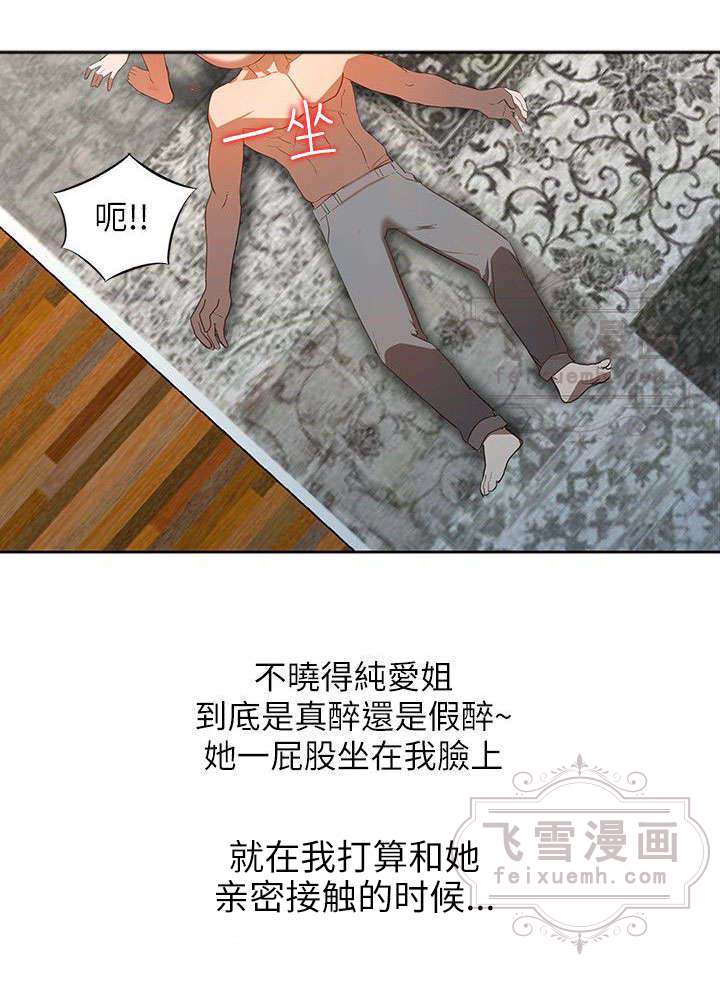 一坐
呃!!
feixuemh.com
不曉得純愛姐
到底是真醉還是假醉~
她一屁股坐在我臉上
飞雪漫画
feixuemh.com
就在我打算和她
亲密接触的时候...